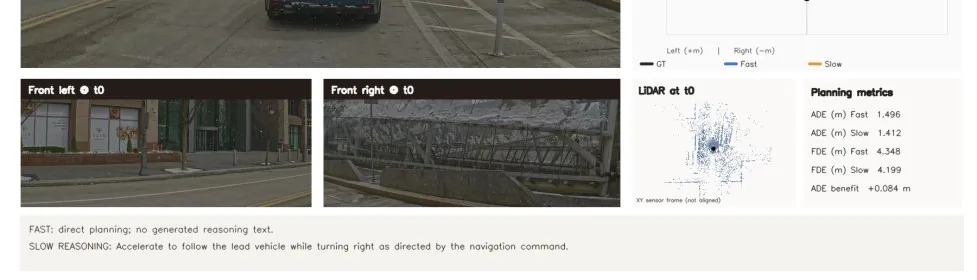 Left (+m) | Right (−m)
GT Fast Slow
Front left @ t0
Front right @ t0
LiDAR at t0
XY sensor frame (not aligned)
Planning metrics
ADE (m) Fast 1.496
ADE (m) Slow 1.412
FDE (m) Fast 4.348
FDE (m) Slow 4.199
ADE benefit +0.084 m
FAST: direct planning; no generated reasoning text.
SLOW REASONING: Accelerate to follow the lead vehicle while turning right as directed by the navigation command.